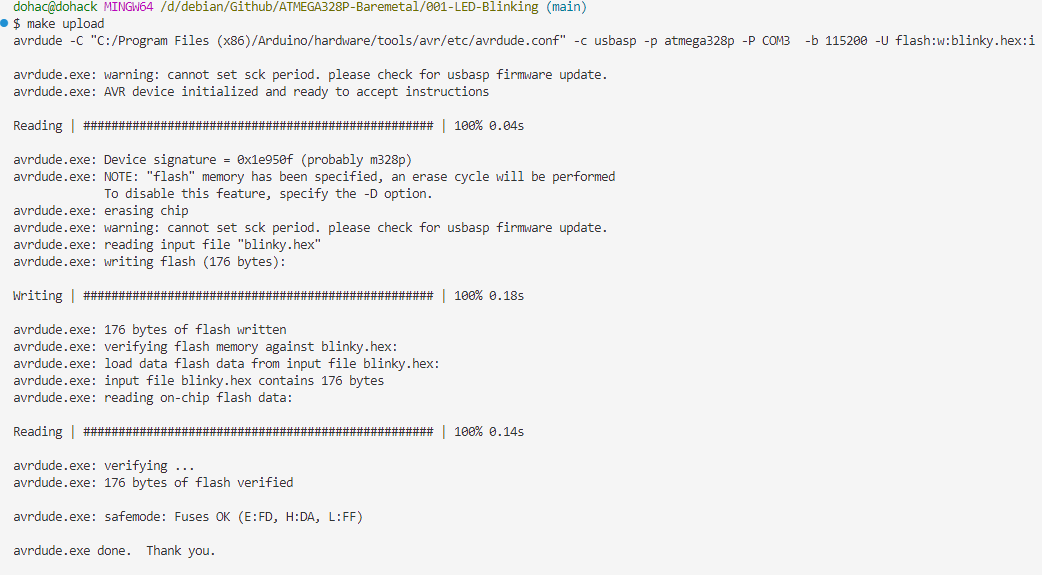 dohac@dohack MINGW64 /d/debian/Github/ATMEGA328P-Baremetal/001-LED-Blinking (main)
$ make upload
avrdude -C "C:/Program Files (x86)/Arduino/hardware/tools/avr/etc/avrdude.conf" -c usbasp -p atmega328p -P COM3  -b 115200 -U flash:w:blinky.hex:i
avrdude.exe: warning: cannot set sck period. please check for usbasp firmware update.
avrdude.exe: AVR device initialized and ready to accept instructions
Reading | ################################################## | 100% 0.04s
avrdude.exe: Device signature = 0x1e950f (probably m328p)
avrdude.exe: NOTE: "flash" memory has been specified, an erase cycle will be performed
             To disable this feature, specify the -D option.
avrdude.exe: erasing chip
avrdude.exe: warning: cannot set sck period. please check for usbasp firmware update.
avrdude.exe: reading input file "blinky.hex"
avrdude.exe: writing flash (176 bytes):
Writing | ################################################## | 100% 0.18s
avrdude.exe: 176 bytes of flash written
avrdude.exe: verifying flash memory against blinky.hex:
avrdude.exe: load data flash data from input file blinky.hex:
avrdude.exe: input file blinky.hex contains 176 bytes
avrdude.exe: reading on-chip flash data:
Reading | ################################################## | 100% 0.14s
avrdude.exe: verifying ...
avrdude.exe: 176 bytes of flash verified
avrdude.exe: safemode: Fuses OK (E:FD, H:DA, L:FF)
avrdude.exe done.  Thank you.